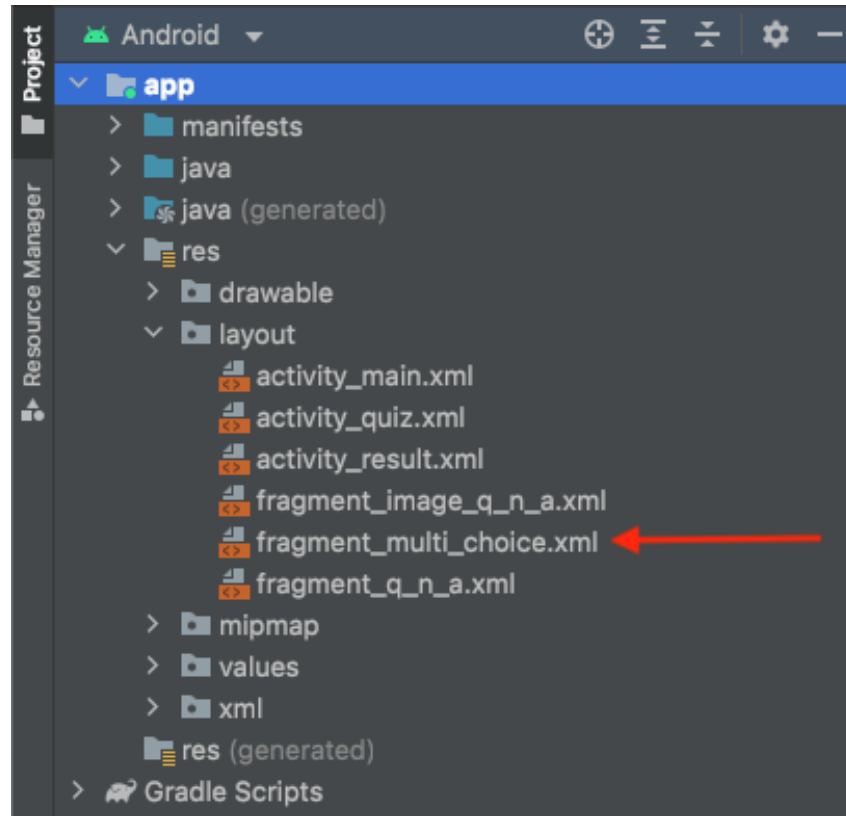 Project
Resource Manager
Android
app
manifests
java
java (generated)
res
drawable
layout
activity_main.xml
activity_quiz.xml
activity_result.xml
fragment_image_q_n_a.xml
fragment_multi_choice.xml
fragment_q_n_a.xml
mipmap
values
xml
res (generated)
Gradle Scripts